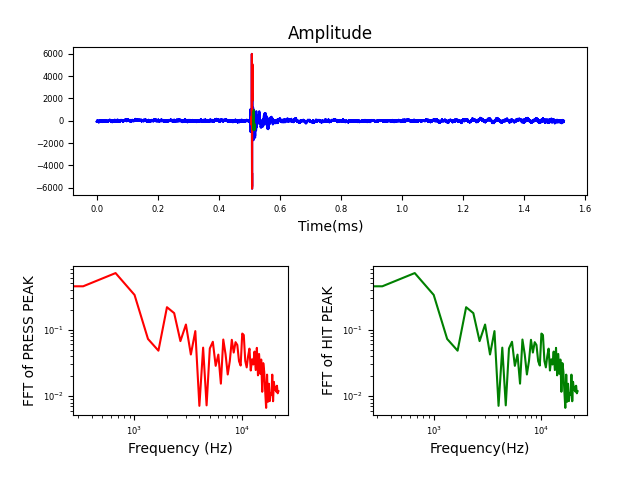 Amplitude
6000
4000
2000
0
−2000
−4000
−6000
0.0 0.2 0.4 0.6 0.8 1.0 1.2 1.4 1.6
Time(ms)
FFT of PRESS PEAK
10⁻¹
10⁻²
10³ 10⁴
Frequency (Hz)
FFT of HIT PEAK
10⁻¹
10⁻²
10³ 10⁴
Frequency(Hz)